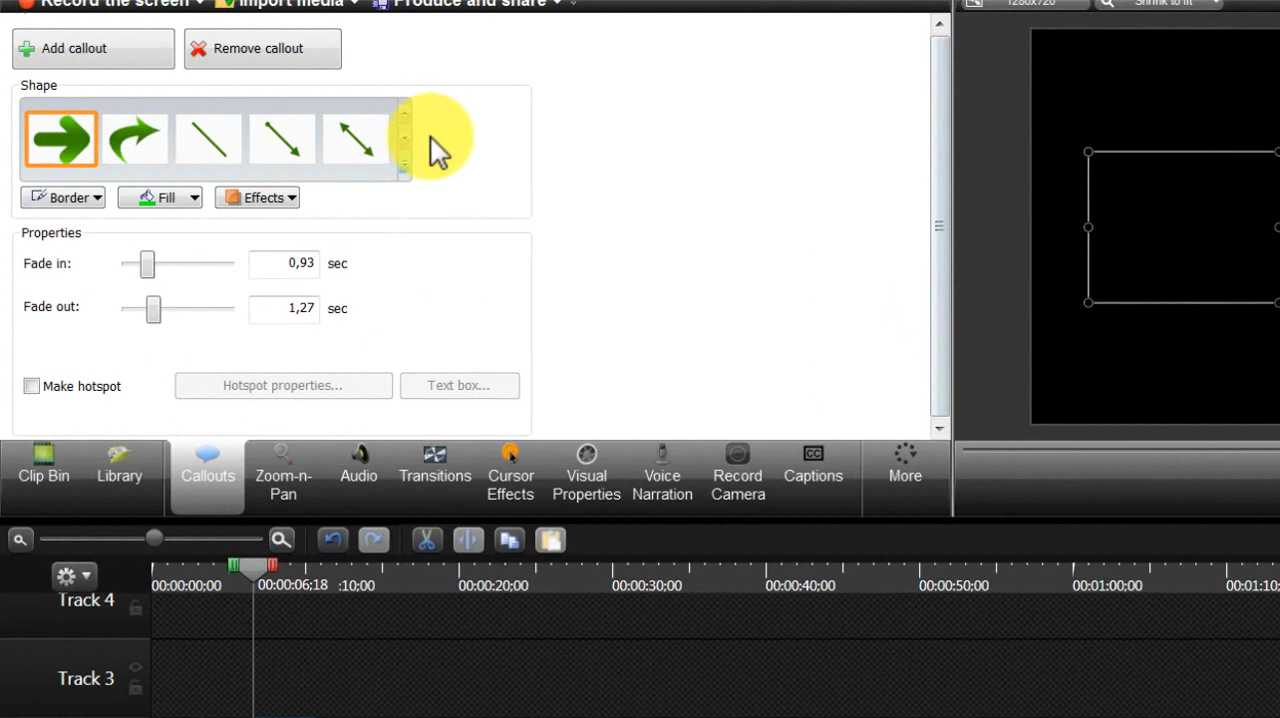 Record the screen
Import media
Produce and share
1280x720
Shrink to fit
Add callout
Remove callout
Shape
Border
Fill
Effects
Properties
Fade in:
0,93
sec
Fade out:
1,27
sec
Make hotspot
Hotspot properties...
Text box...
Clip Bin
Library
Callouts
Zoom-n-
Pan
Audio
Transitions
Cursor
Effects
Visual
Properties
Voice
Narration
Record
Camera
CC
Captions
More
00:00:00;00
00:00:06;18
:10;00
00:00:20;00
00:00:30;00
00:00:40;00
00:00:50;00
00:01:00;00
00:01:10;
Track 4
Track 3